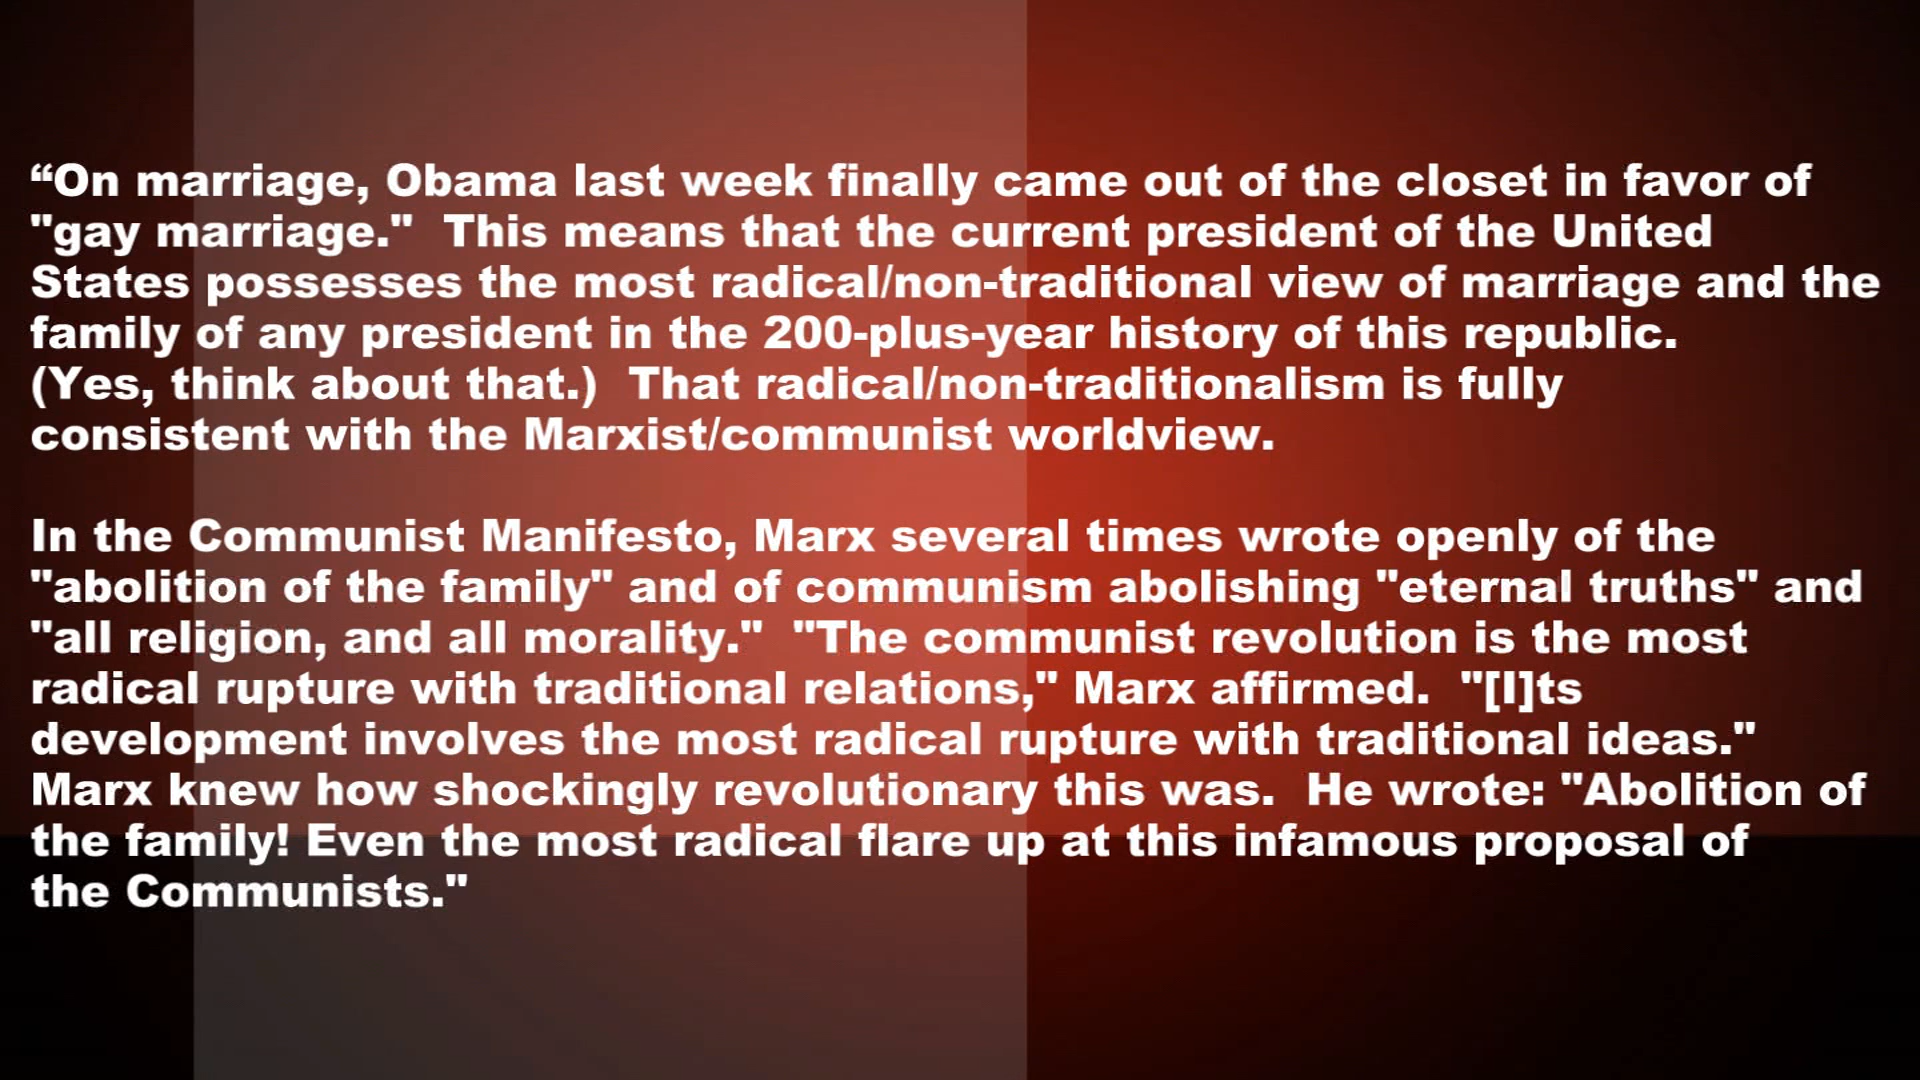 “On marriage, Obama last week finally came out of the closet in favor of
"gay marriage."  This means that the current president of the United
States possesses the most radical/non-traditional view of marriage and the
family of any president in the 200-plus-year history of this republic.
(Yes, think about that.)  That radical/non-traditionalism is fully
consistent with the Marxist/communist worldview.
In the Communist Manifesto, Marx several times wrote openly of the
"abolition of the family" and of communism abolishing "eternal truths" and
"all religion, and all morality."  "The communist revolution is the most
radical rupture with traditional relations," Marx affirmed.  "[I]ts
development involves the most radical rupture with traditional ideas."
Marx knew how shockingly revolutionary this was.  He wrote: "Abolition of
the family! Even the most radical flare up at this infamous proposal of
the Communists."